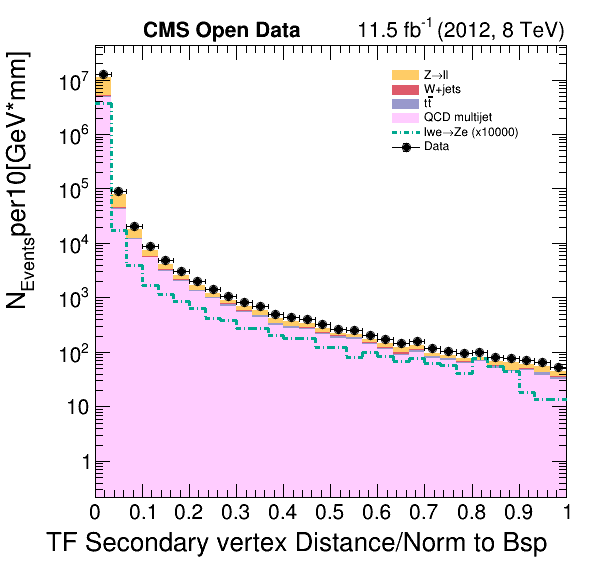 CMS Open Data 11.5 fb⁻¹ (2012, 8 TeV)
N_Events per10[GeV*mm]
Z→ll
W+jets
tt̄
QCD multijet
lwe→Ze (x10000)
Data
10⁷
10⁶
10⁵
10⁴
10³
10²
10
1
0 0.1 0.2 0.3 0.4 0.5 0.6 0.7 0.8 0.9 1
TF Secondary vertex Distance/Norm to Bsp